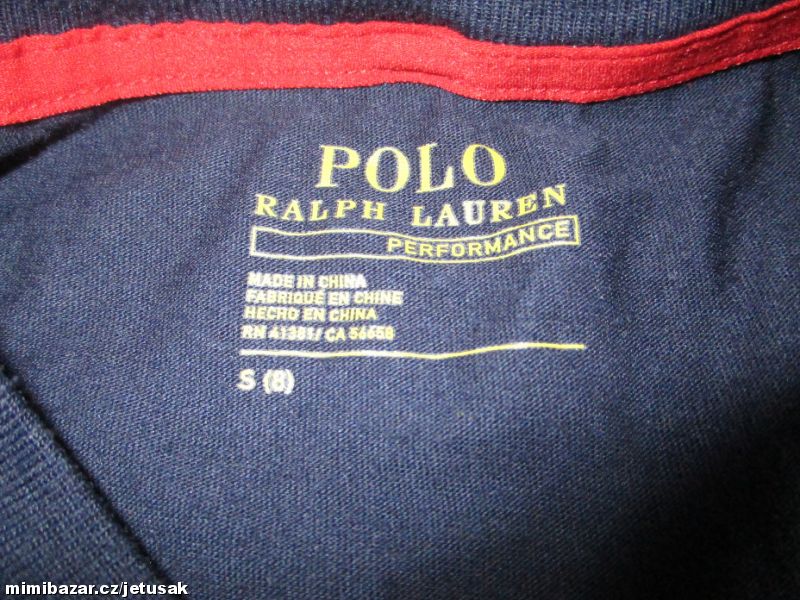 POLO
RALPH LAUREN
PERFORMANCE
MADE IN CHINA
FABRIQUÉ EN CHINE
HECHO EN CHINA
RN 41381/ CA 56658
S (8)
mimibazar.cz/jetusak